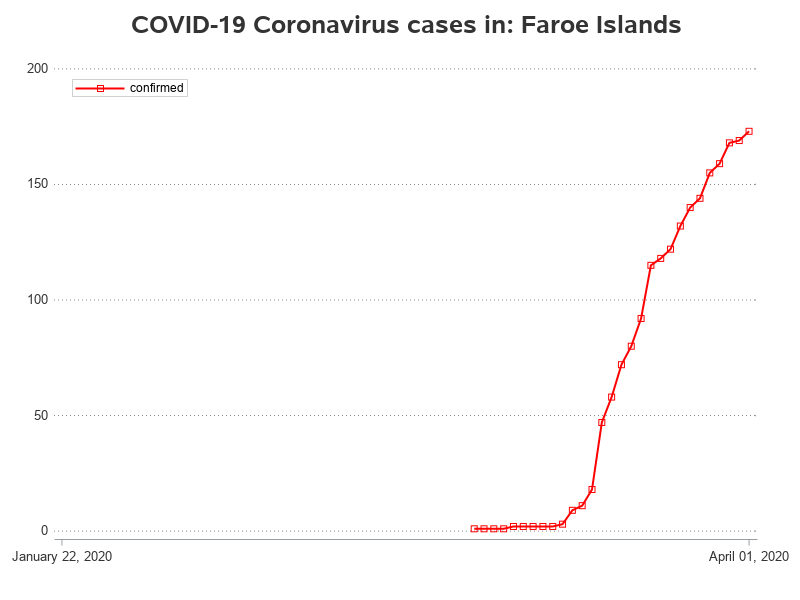 COVID-19 Coronavirus cases in: Faroe Islands
200
confirmed
150
100
50
0
January 22, 2020
April 01, 2020